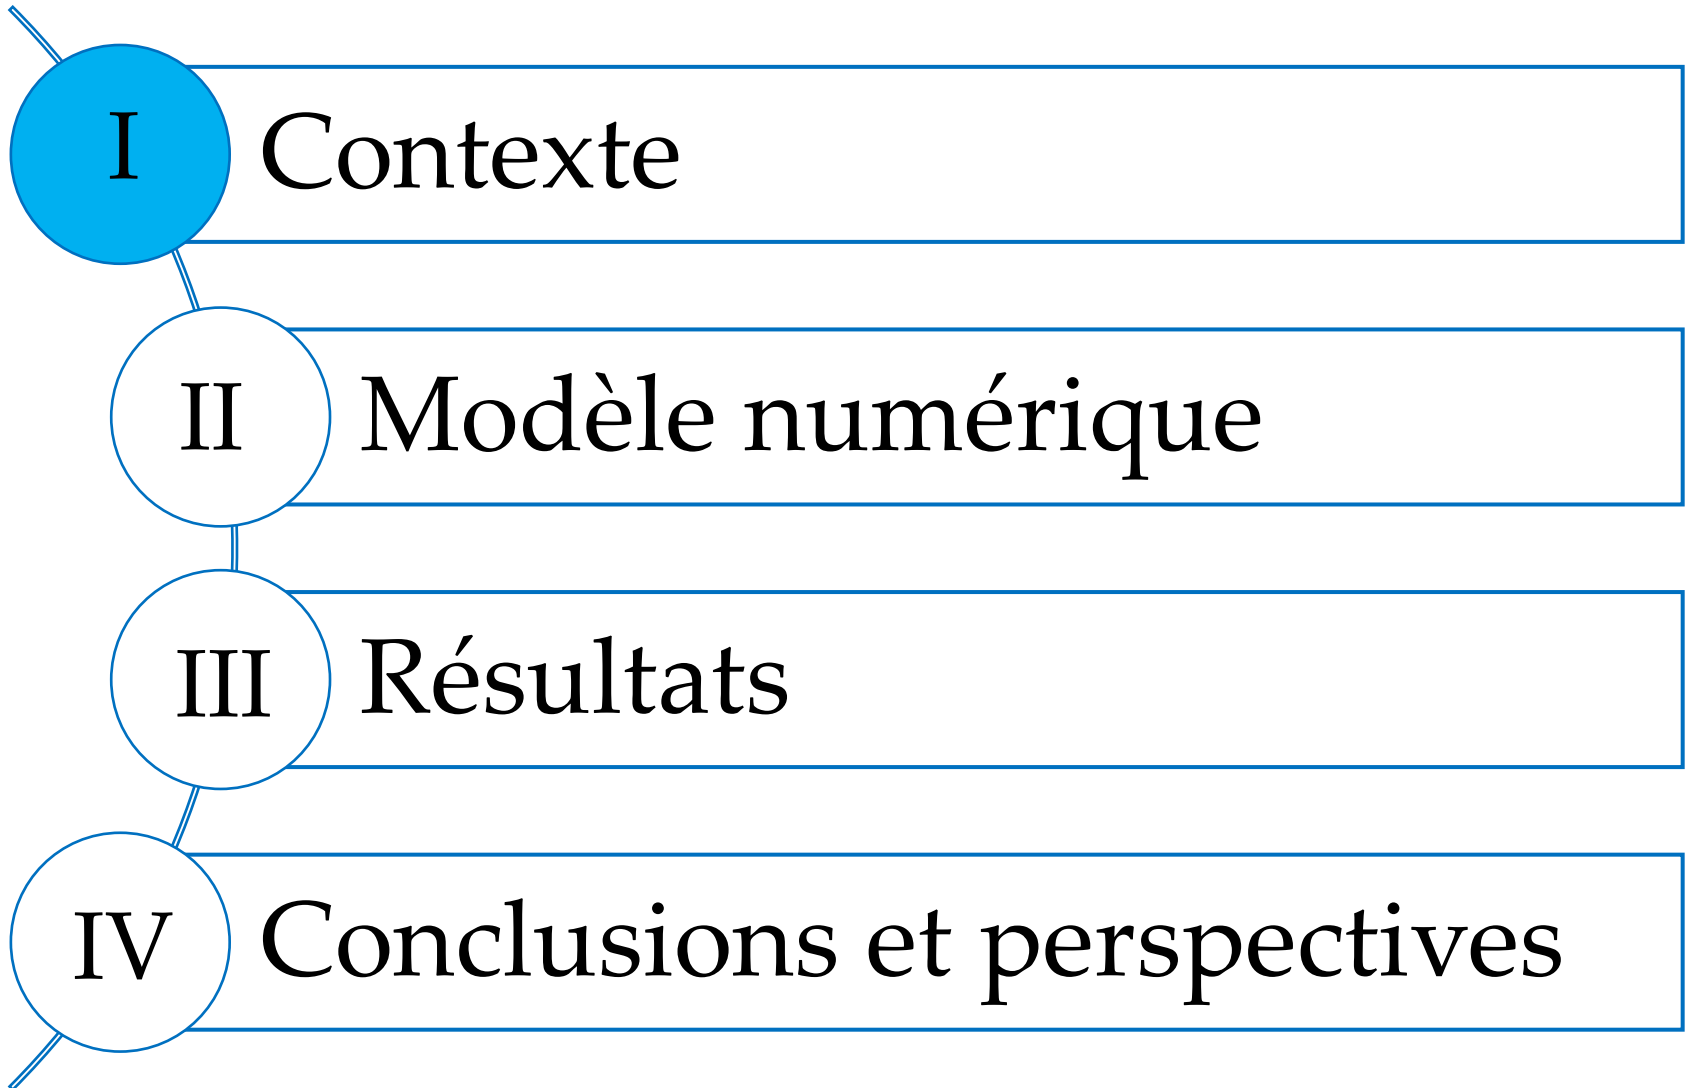 I Contexte
II Modèle numérique
III Résultats
IV Conclusions et perspectives